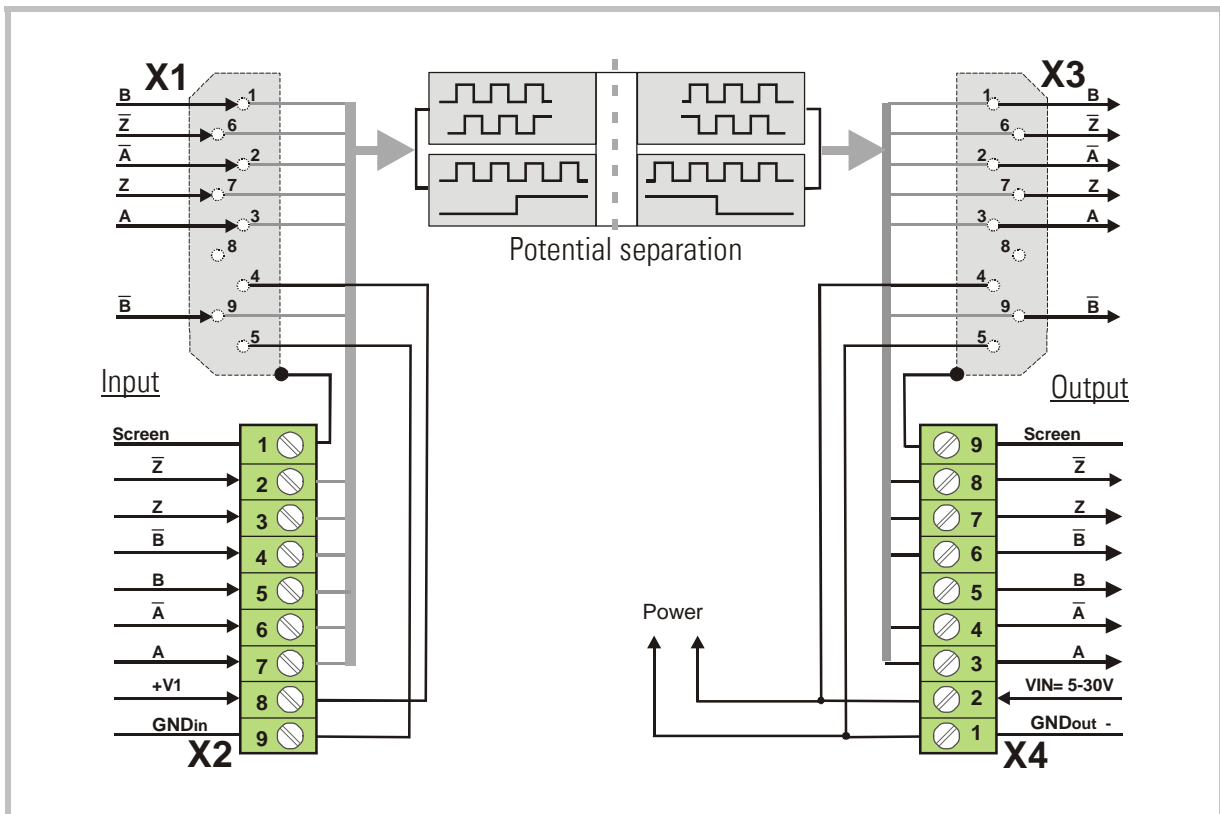 X1
B 1
Z̅ 6
A̅ 2
Z 7
A 3
8
4
B̅ 9
5
Input
Screen 1
Z̅ 2
Z 3
B̅ 4
B 5
A̅ 6
A 7
+V1 8
GNDin 9
X2
Potential separation
Power
X3
1 B
6 Z̅
2 A̅
7 Z
3 A
8
4
9 B̅
5
Output
9 Screen
8 Z̅
7 Z
6 B̅
5 B
4 A̅
3 A
2 VIN= 5-30V
1 GNDout -
X4